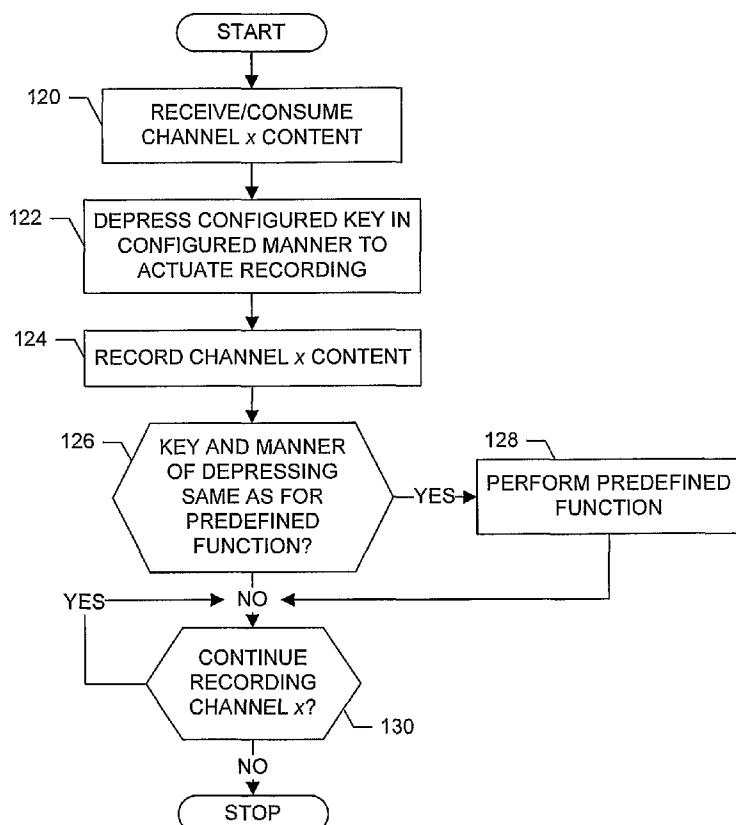 START
120
RECEIVE/CONSUME
CHANNEL x CONTENT
122
DEPRESS CONFIGURED KEY IN
CONFIGURED MANNER TO
ACTUATE RECORDING
124
RECORD CHANNEL x CONTENT
126
KEY AND MANNER
OF DEPRESSING
SAME AS FOR
PREDEFINED
FUNCTION?
YES
128
PERFORM PREDEFINED
FUNCTION
YES
NO
CONTINUE
RECORDING
CHANNEL x?
130
NO
STOP